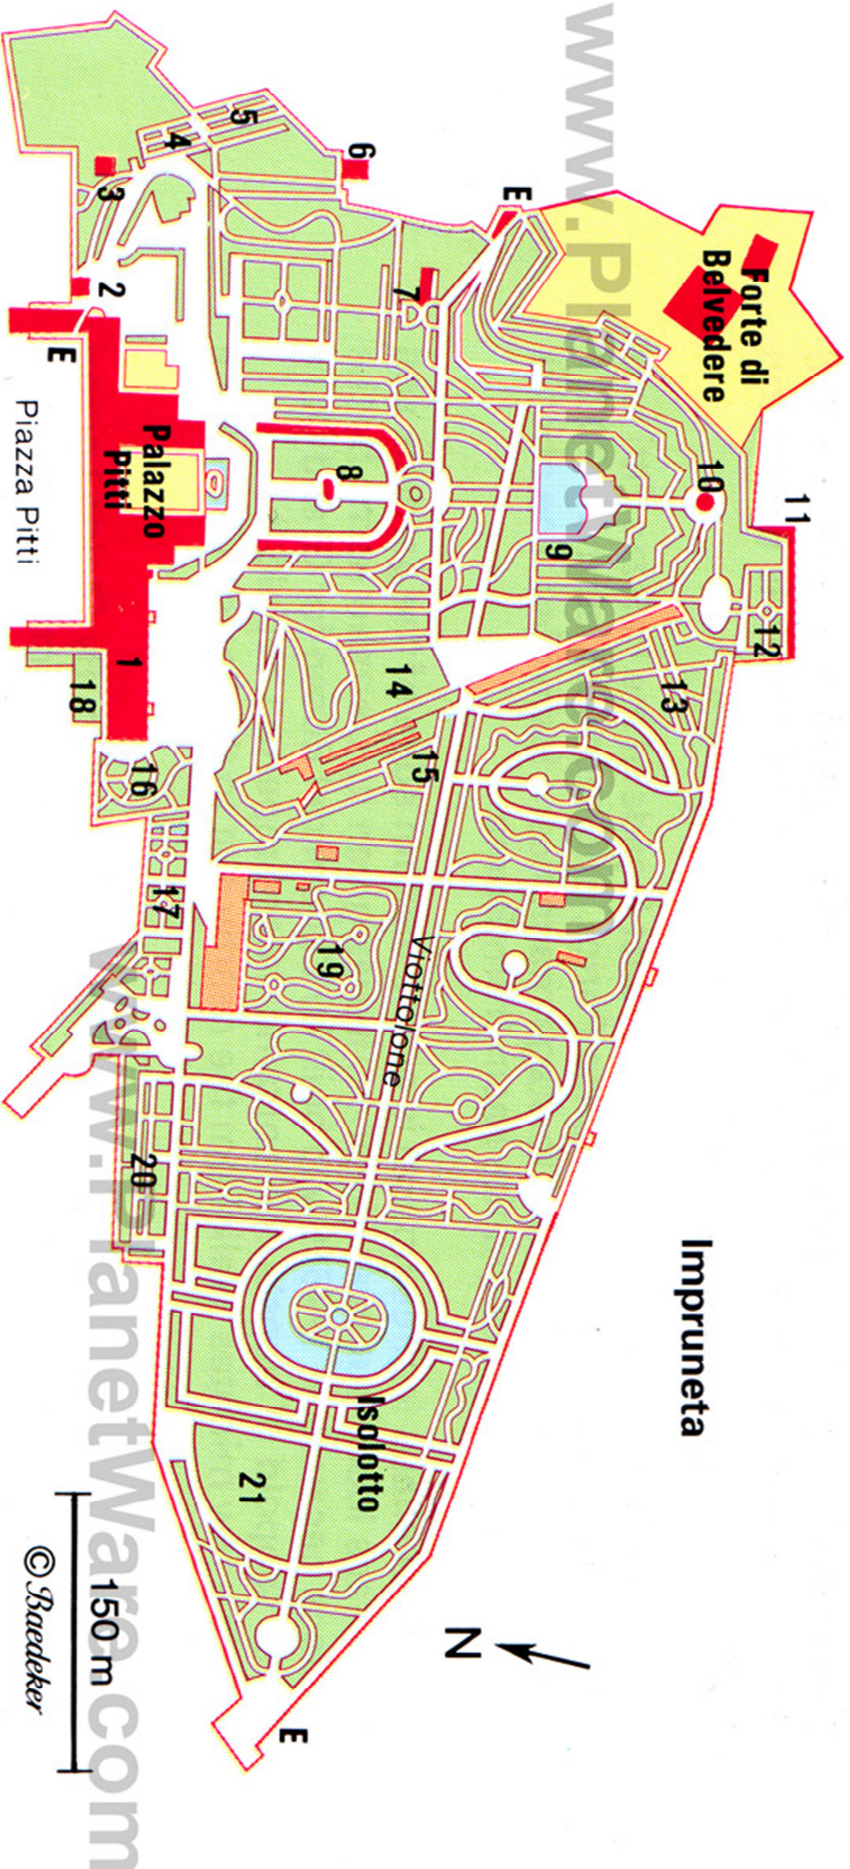 www.PlanetWare.com
www.PlanetWare.com
5
4
6
3
E
Forte di
Belvedere
2
7
E
Piazza Pitti
Palazzo
Pitti
8
10
11
9
1
12
18
14
13
15
16
17
19
Viottolone
20
Impruneta
Isolotto
21
150 m
© Baedeker
N
E